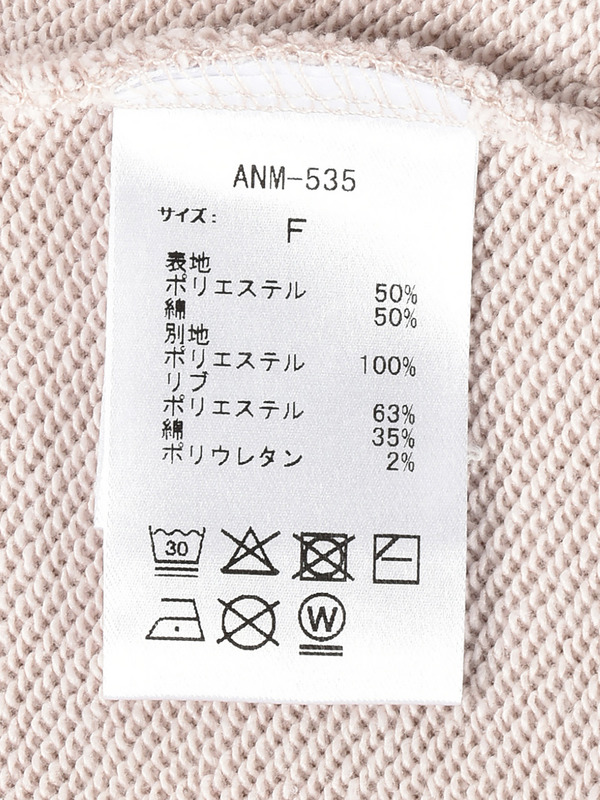 ANM-535
サイズ:
F
表地
ポリエステル 50%
綿 50%
別地
ポリエステル 100%
リブ
ポリエステル 63%
綿 35%
ポリウレタン 2%
30
W